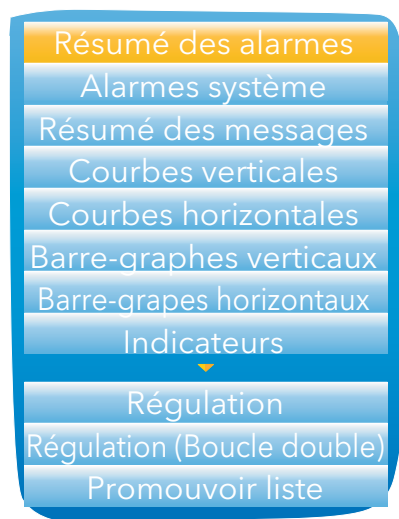 Résumé des alarmes
Alarmes système
Résumé des messages
Courbes verticales
Courbes horizontales
Barre-graphes verticaux
Barre-grapes horizontaux
Indicateurs
Régulation
Régulation (Boucle double)
Promouvoir liste